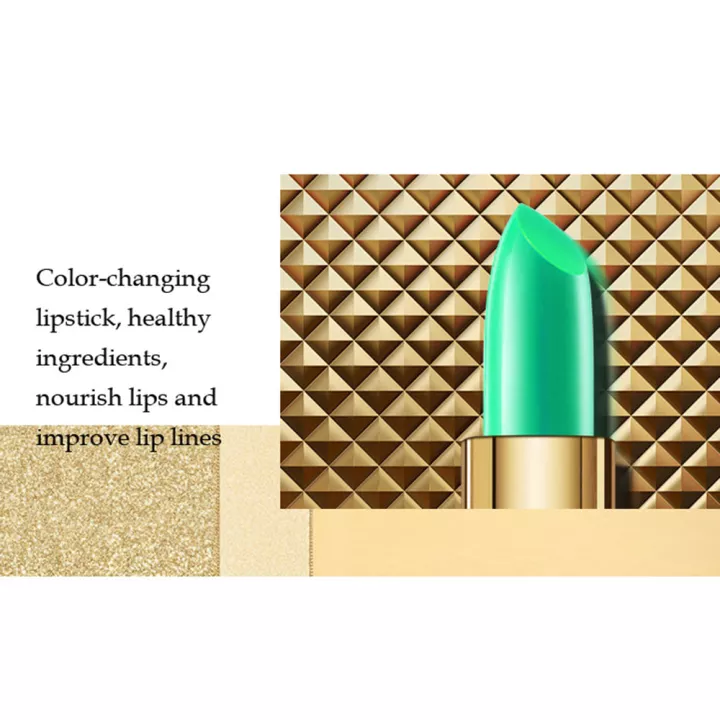 Color-changing
lipstick, healthy
ingredients,
nourish lips and
improve lip lines